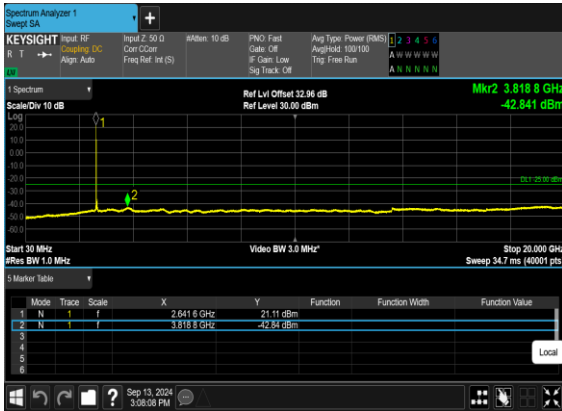 Spectrum Analyzer 1
Swept SA
KEYSIGHT Input: RF Input Z: 50 Ω #Atten: 10 dB PNO: Fast Avg Type: Power (RMS) 1 2 3 4 5 6
R T Coupling: DC Corr CCorr Gate: Off Avg|Hold: 100/100 A W W W W W
Align: Auto Freq Ref: Int (S) IF Gain: Low Trig: Free Run
LXI Sig Track: Off A N N N N N
1 Spectrum Ref Lvl Offset 32.96 dB Mkr2 3.818 8 GHz
Scale/Div 10 dB Ref Level 30.00 dBm -42.841 dBm
Log
20.0
10.0
0.00
-10.0
-20.0
-30.0
-40.0
-50.0
-60.0
1
2
DL1 -25.00 dBm
Start 30 MHz Video BW 3.0 MHz* Stop 20.000 GHz
#Res BW 1.0 MHz Sweep 34.7 ms (40001 pts)
5 Marker Table
Mode Trace Scale X Y Function Function Width Function Value
1 N 1 f 2.641 6 GHz 21.11 dBm
2 N 1 f 3.818 8 GHz -42.84 dBm
3
4
5
6
Local
? Sep 13, 2024
3:08:08 PM